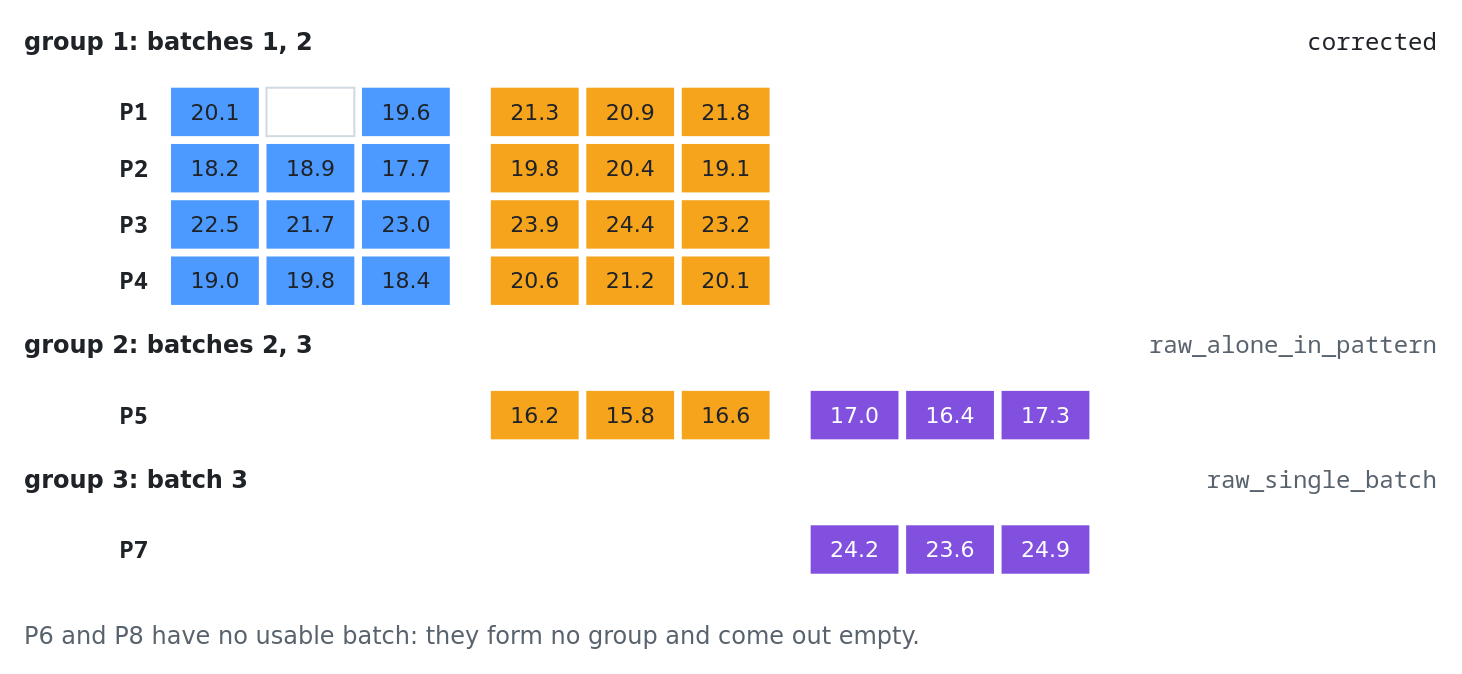 group 1: batches 1, 2 corrected
P1 20.1 19.6 21.3 20.9 21.8
P2 18.2 18.9 17.7 19.8 20.4 19.1
P3 22.5 21.7 23.0 23.9 24.4 23.2
P4 19.0 19.8 18.4 20.6 21.2 20.1
group 2: batches 2, 3 raw_alone_in_pattern
P5 16.2 15.8 16.6 17.0 16.4 17.3
group 3: batch 3 raw_single_batch
P7 24.2 23.6 24.9
P6 and P8 have no usable batch: they form no group and come out empty.